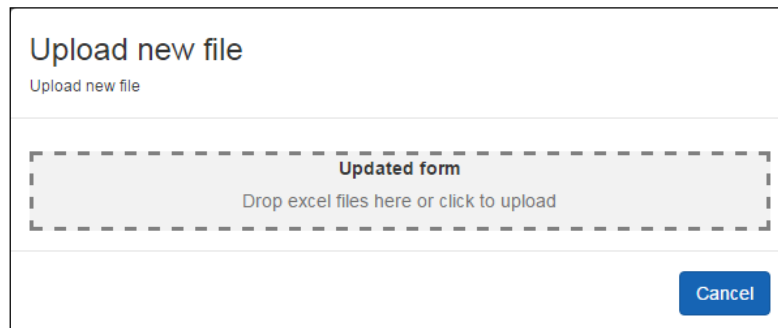 Upload new file
Upload new file
Updated form
Drop excel files here or click to upload
Cancel